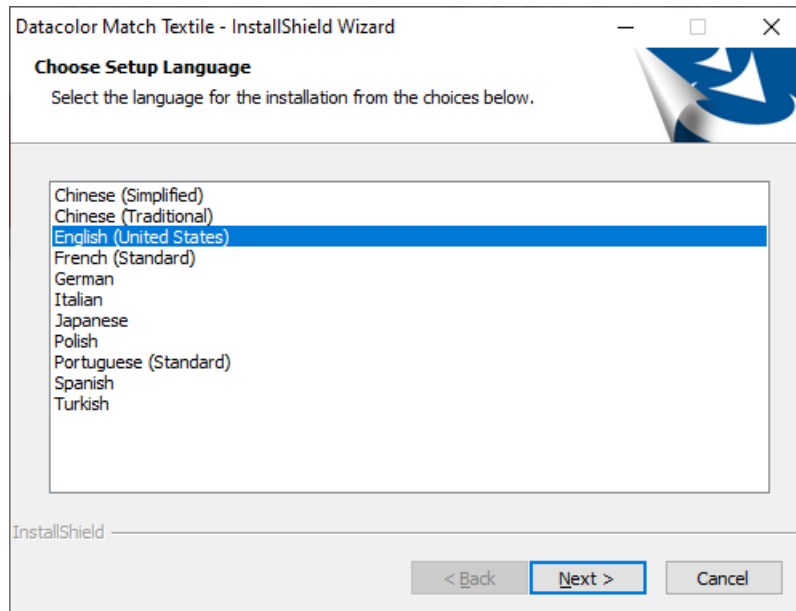 Datacolor Match Textile - InstallShield Wizard
Choose Setup Language
Select the language for the installation from the choices below.
Chinese (Simplified)
Chinese (Traditional)
English (United States)
French (Standard)
German
Italian
Japanese
Polish
Portuguese (Standard)
Spanish
Turkish
InstallShield
< Back
Next >
Cancel